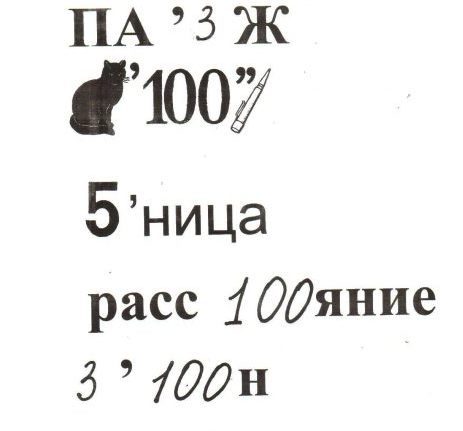 ПА ’3 Ж
’100”
5’ница
расс 100яние
3 ’ 100н